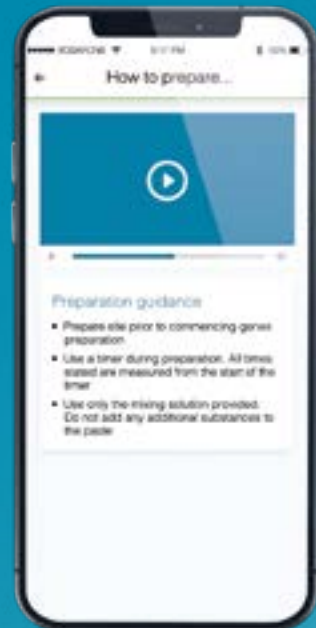 VODAFONE
How to prepare...
Preparation guidance
• Prepare site prior to commencing genex
preparation
• Use a timer during preparation. All times
stated are measured from the start of the
timer
• Use only the mixing solution provided.
Do not add any additional substances to
the paste